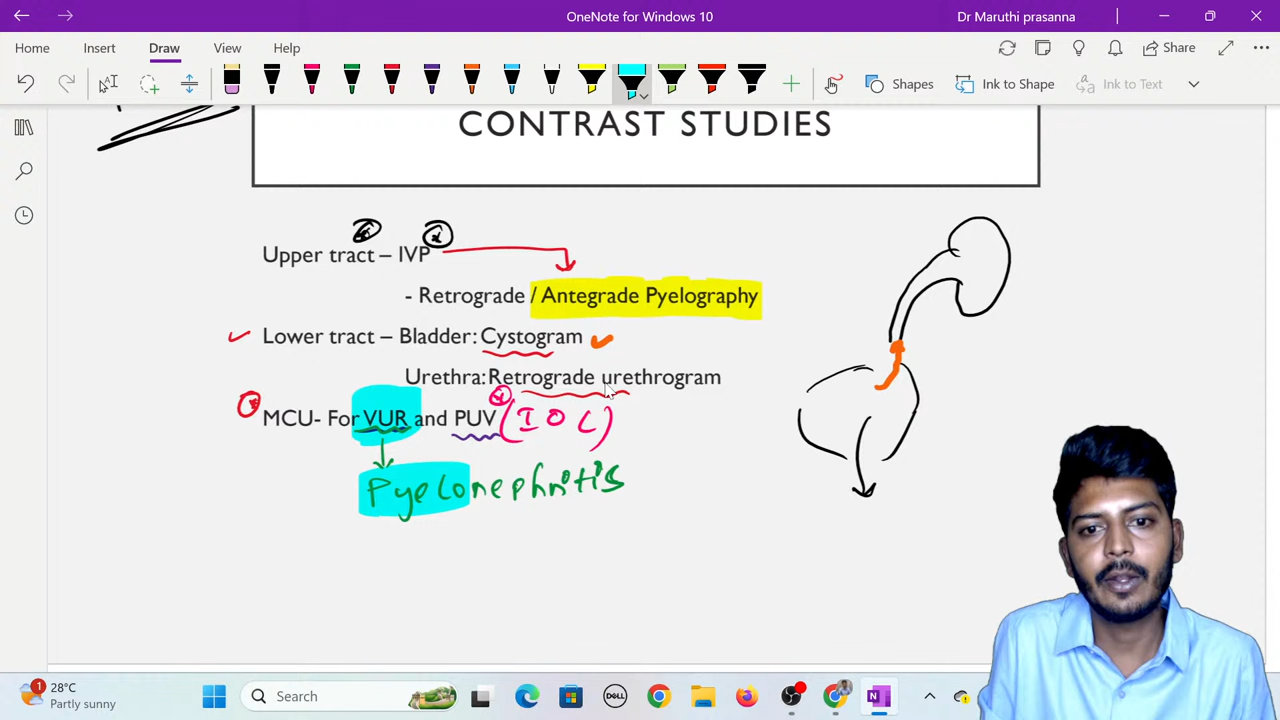 OneNote for Windows 10
Dr Maruthi prasanna
Home Insert Draw View Help
Share
Shapes
Ink to Shape
Ink to Text
CONTRAST STUDIES
Upper tract – IVP
- Retrograde / Antegrade Pyelography
Lower tract – Bladder: Cystogram
Urethra: Retrograde urethrogram
MCU- For VUR and PUV (IOC)
Pyelonephritis
28°C
Partly sunny
1
Search
DELL